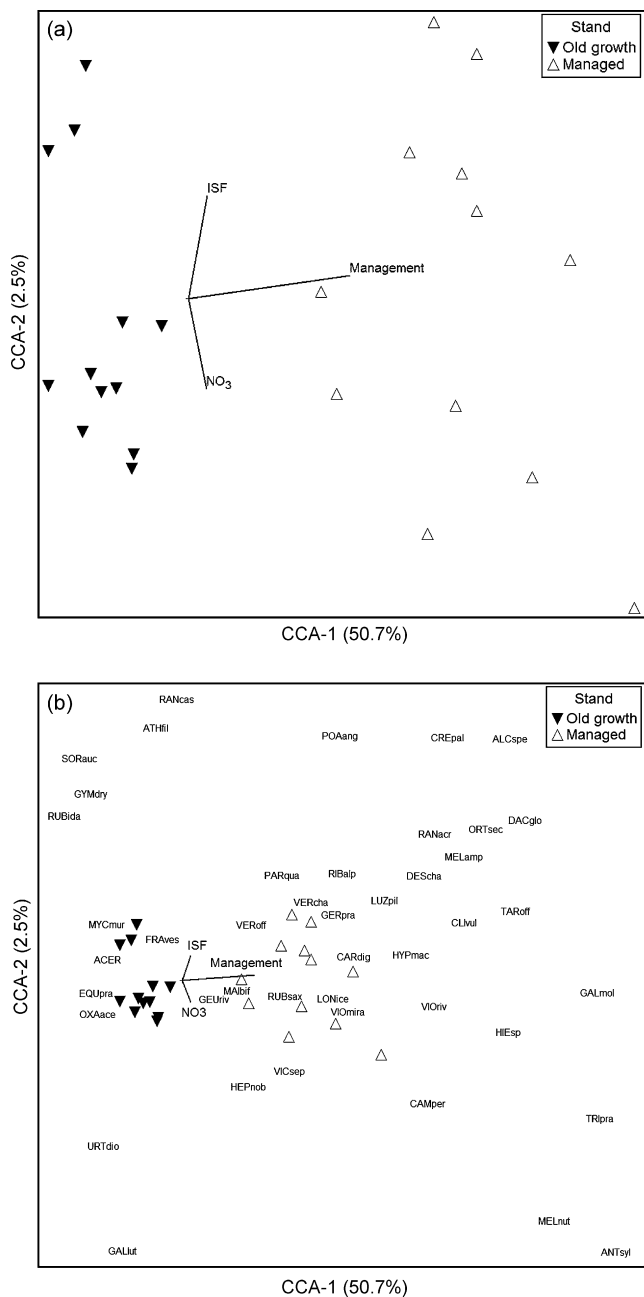 (a)
Stand
▼ Old growth
△ Managed
ISF
Management
NO3
CCA-2 (2.5%)
CCA-1 (50.7%)
(b)
Stand
▼ Old growth
△ Managed
RANcas
ATHfil
POAang
CREpal
ALCspe
SORauc
GYMdry
RUBida
DACglo
ORTsec
RANacr
MELamp
PARqua
RIBalp
DEScha
VERcha
LUZpil
GERpra
TARoff
MYCmur
VEROff
CLIvul
FRAves
ISF
ACER
CARdig
HYPmac
Management
EQUpra
MAIbif
GALmol
GEUriv
RUBsax
LONice
NO3
VIOmira
VIOriv
OXAace
HIEsp
VICsep
HEPnob
CAMper
TRIpra
URTdio
MELnut
GALlut
ANTsyl
CCA-2 (2.5%)
CCA-1 (50.7%)